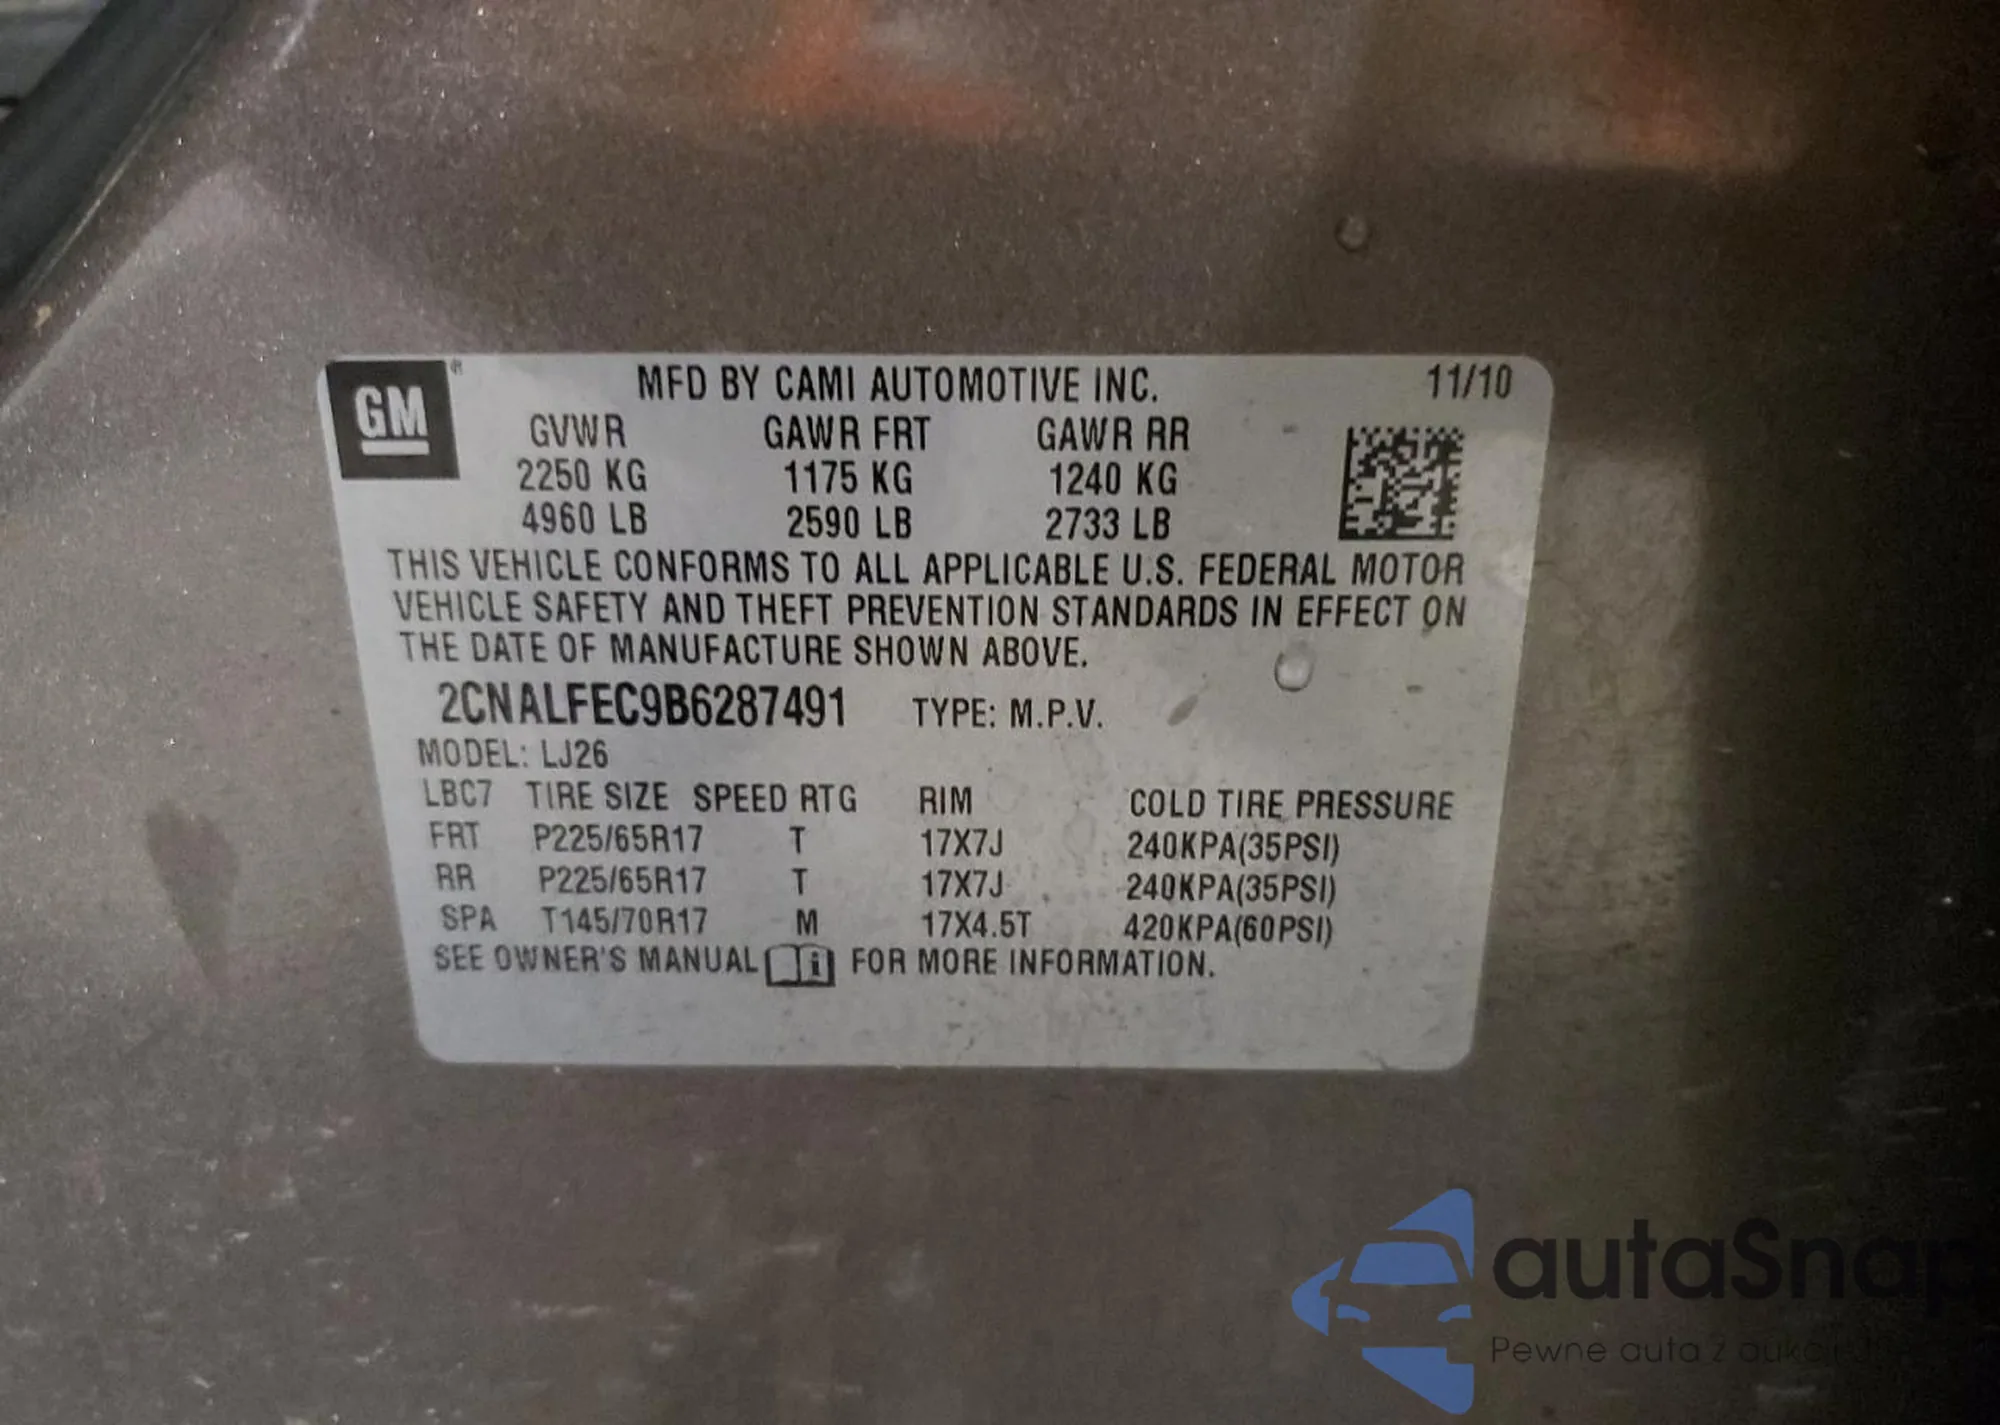 GM
MFD BY CAMI AUTOMOTIVE INC. 11/10
GVWR GAWR FRT GAWR RR
2250 KG 1175 KG 1240 KG
4960 LB 2590 LB 2733 LB
THIS VEHICLE CONFORMS TO ALL APPLICABLE U.S. FEDERAL MOTOR
VEHICLE SAFETY AND THEFT PREVENTION STANDARDS IN EFFECT ON
THE DATE OF MANUFACTURE SHOWN ABOVE.
2CNALFEC9B6287491 TYPE: M.P.V.
MODEL: LJ26
LBC7 TIRE SIZE SPEED RTG RIM COLD TIRE PRESSURE
FRT P225/65R17 T 17X7J 240KPA(35PSI)
RR P225/65R17 T 17X7J 240KPA(35PSI)
SPA T145/70R17 M 17X4.5T 420KPA(60PSI)
SEE OWNER'S MANUAL i FOR MORE INFORMATION.
autaSnap
Pewne auta z